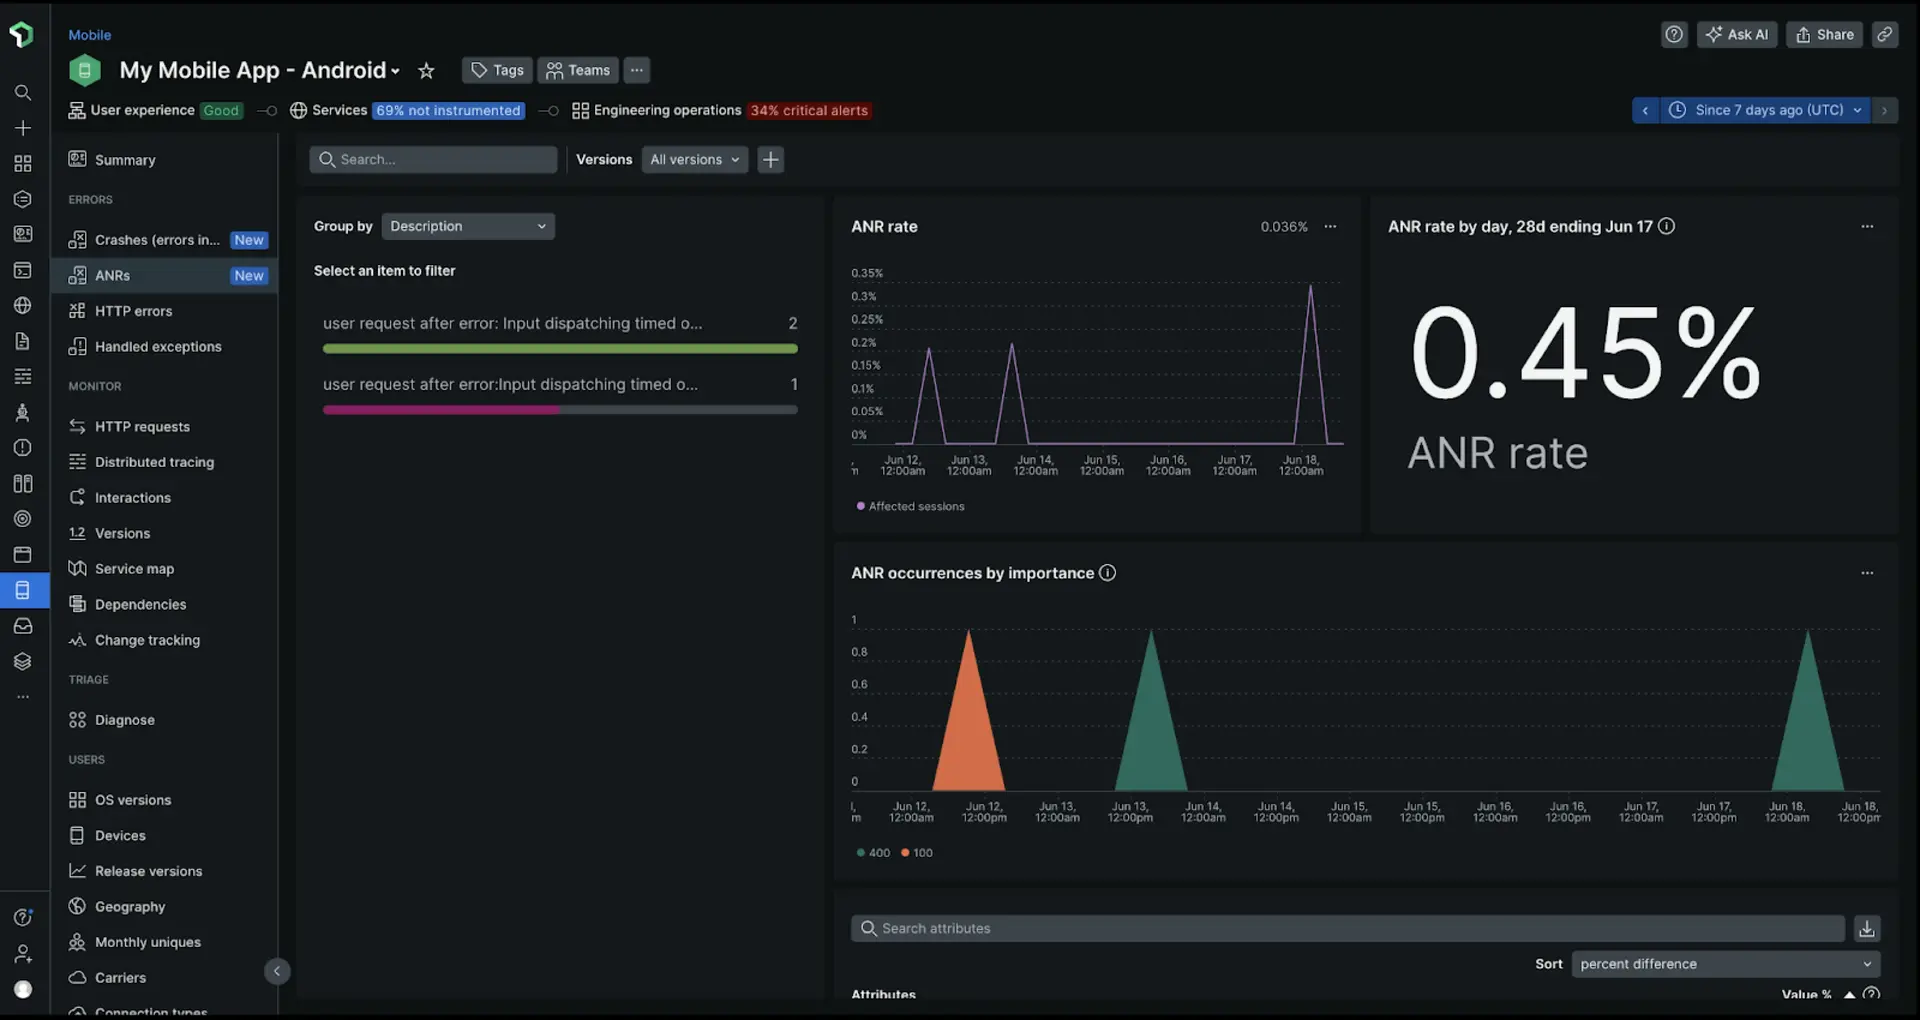 Mobile
Ask AI
Share
My Mobile App - Android
Tags
Teams
User experience Good
Services 69% not instrumented
Engineering operations 34% critical alerts
Since 7 days ago (UTC)
Summary
ERRORS
Crashes (errors in... New
ANRs New
HTTP errors
Handled exceptions
MONITOR
HTTP requests
Distributed tracing
Interactions
1.2 Versions
Service map
Dependencies
Change tracking
TRIAGE
Diagnose
USERS
OS versions
Devices
Release versions
Geography
Monthly uniques
Carriers
Connection types
Search...
Versions All versions
Group by Description
Select an item to filter
user request after error: Input dispatching timed o... 2
user request after error:Input dispatching timed o... 1
ANR rate 0.036%
0.35%
0.3%
0.25%
0.2%
0.15%
0.1%
0.05%
0%
, Jun 12, Jun 13, Jun 14, Jun 15, Jun 16, Jun 17, Jun 18,
m 12:00am 12:00am 12:00am 12:00am 12:00am 12:00am 12:00am
Affected sessions
ANR rate by day, 28d ending Jun 17
0.45%
ANR rate
ANR occurrences by importance
1
0.8
0.6
0.4
0.2
0
l, Jun 12, Jun 12, Jun 13, Jun 13, Jun 14, Jun 14, Jun 15, Jun 15, Jun 16, Jun 16, Jun 17, Jun 17, Jun 18, Jun 18,
m 12:00am 12:00pm 12:00am 12:00pm 12:00am 12:00pm 12:00am 12:00pm 12:00am 12:00pm 12:00am 12:00pm 12:00am 12:00pm
400 100
Search attributes
Sort percent difference
Attributes Value %